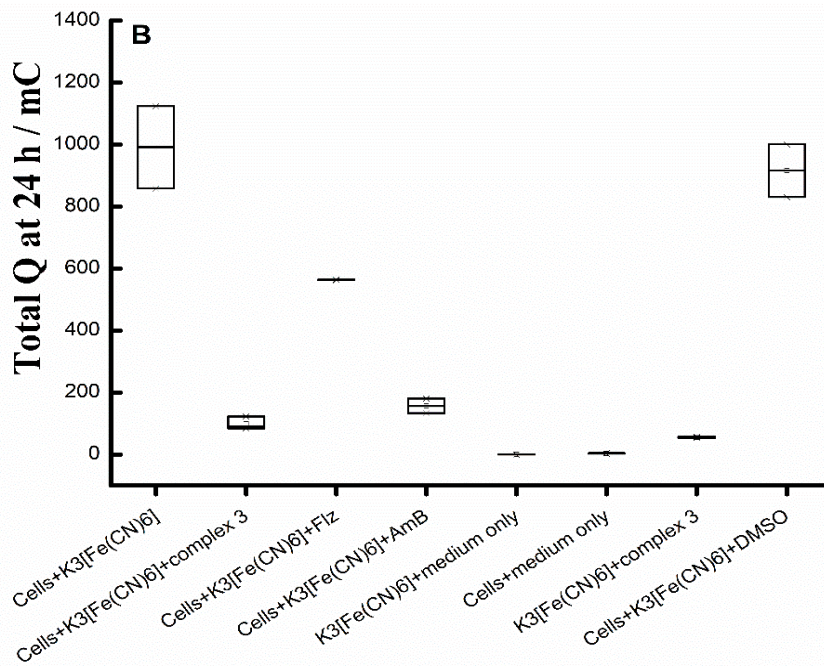 B
Total Q at 24 h / mC
1400
1200
1000
800
600
400
200
0
Cells+K3[Fe(CN)6]
Cells+K3[Fe(CN)6]+complex 3
Cells+K3[Fe(CN)6]+Flz
Cells+K3[Fe(CN)6]+AmB
K3[Fe(CN)6]+medium only
Cells+medium only
K3[Fe(CN)6]+complex 3
Cells+K3[Fe(CN)6]+DMSO